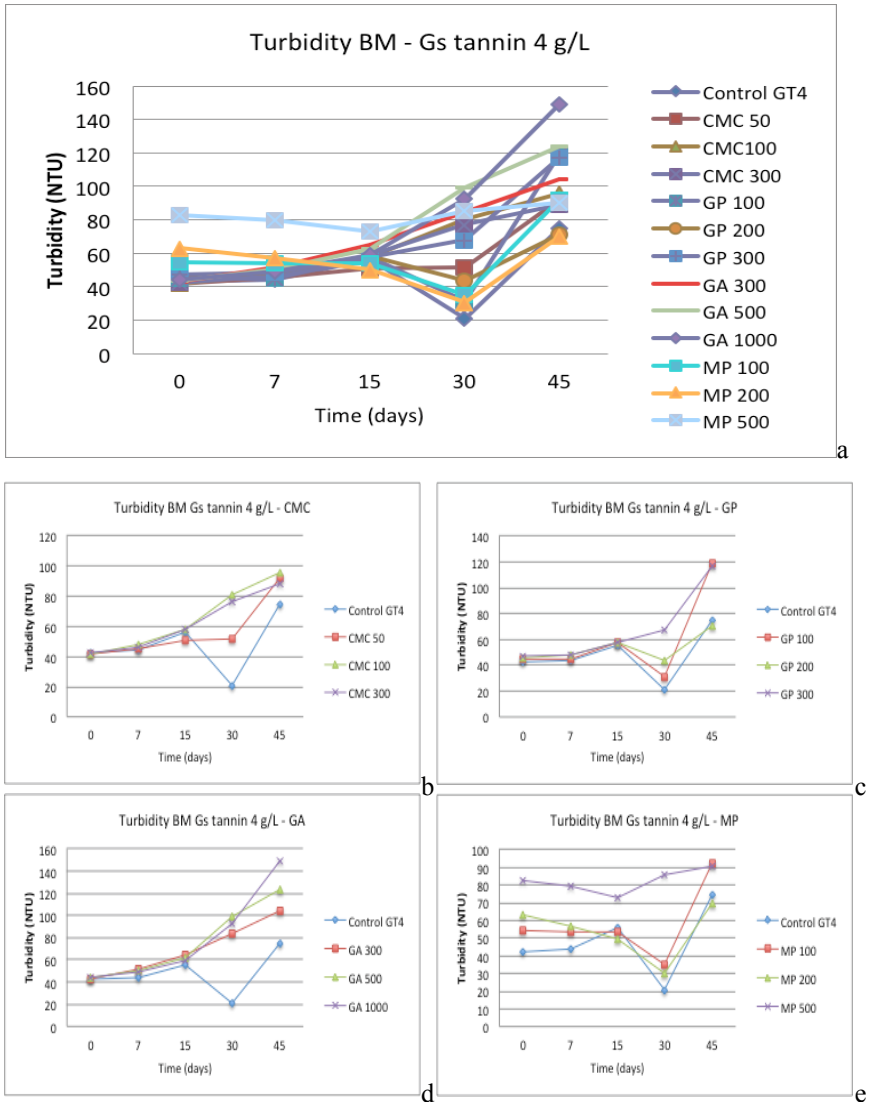 Turbidity BM - Gs tannin 4 g/L
Turbidity (NTU)
160
140
120
100
80
60
40
20
0
0 7 15 30 45
Time (days)
Control GT4
CMC 50
CMC100
CMC 300
GP 100
GP 200
GP 300
GA 300
GA 500
GA 1000
MP 100
MP 200
MP 500
a
Turbidity BM Gs tannin 4 g/L - CMC
Turbidity (NTU)
120
100
80
60
40
20
0
0 7 15 30 45
Time (days)
Control GT4
CMC 50
CMC 100
CMC 300
b
Turbidity BM Gs tannin 4 g/L - GP
Turbidity (NTU)
140
120
100
80
60
40
20
0
0 7 15 30 45
Time (days)
Control GT4
GP 100
GP 200
GP 300
c
Turbidity BM Gs tannin 4 g/L - GA
Turbidity (NTU)
160
140
120
100
80
60
40
20
0
0 7 15 30 45
Time (days)
Control GT4
GA 300
GA 500
GA 1000
d
Turbidity BM Gs tannin 4 g/L - MP
Turbidity (NTU)
100
90
80
70
60
50
40
30
20
10
0
0 7 15 30 45
Time (days)
Control GT4
MP 100
MP 200
MP 500
e